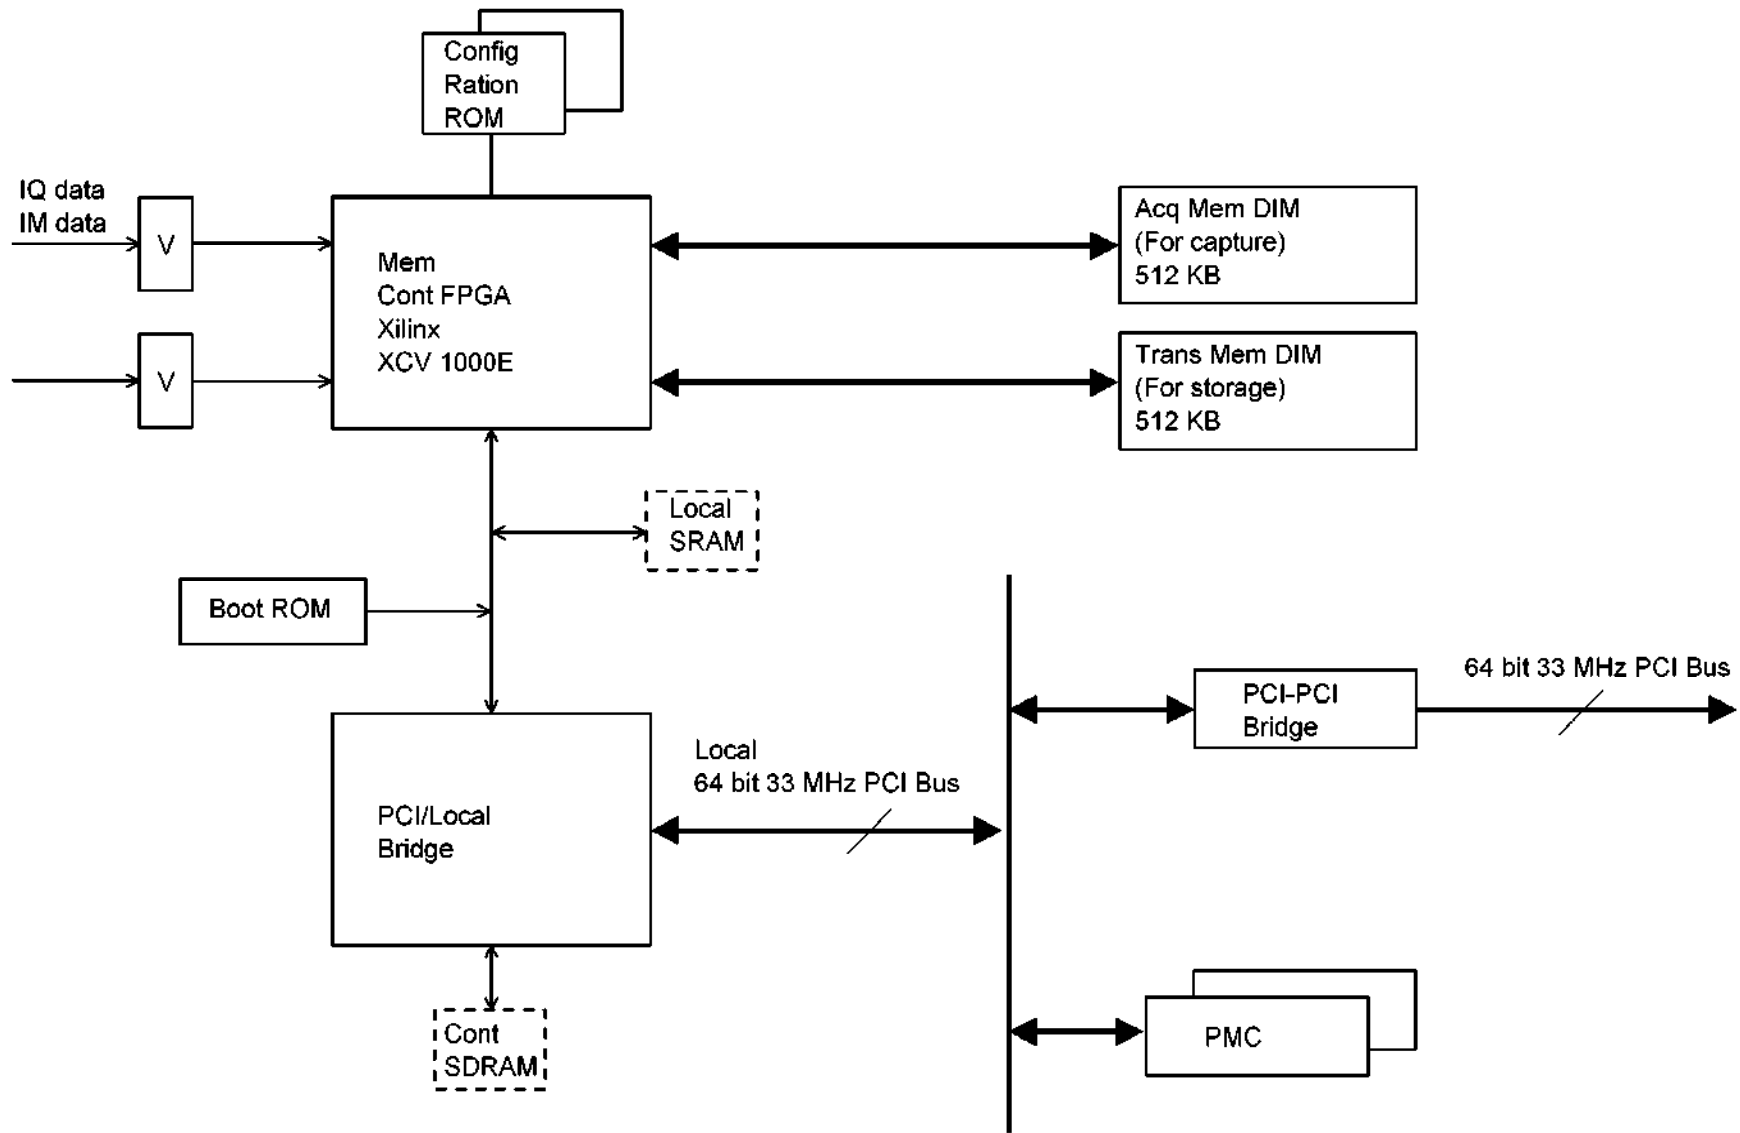 Config
Ration
ROM
IQ data
IM data
V
V
Mem
Cont FPGA
Xilinx
XCV 1000E
Acq Mem DIM
(For capture)
512 KB
Trans Mem DIM
(For storage)
512 KB
Local
SRAM
Boot ROM
PCI/Local
Bridge
Local
64 bit 33 MHz PCI Bus
PCI-PCI
Bridge
64 bit 33 MHz PCI Bus
Cont
SDRAM
PMC